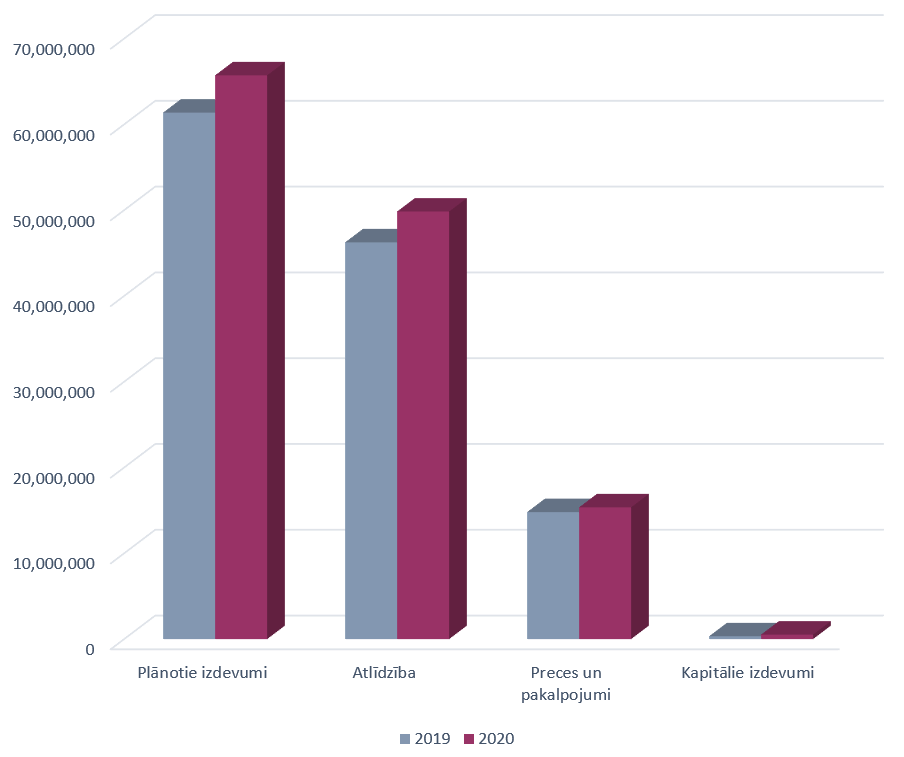 70,000,000
60,000,000
50,000,000
40,000,000
30,000,000
20,000,000
10,000,000
0
Plānotie izdevumi
Atlīdzība
Preces un
pakalpojumi
Kapitālie izdevumi
2019
2020